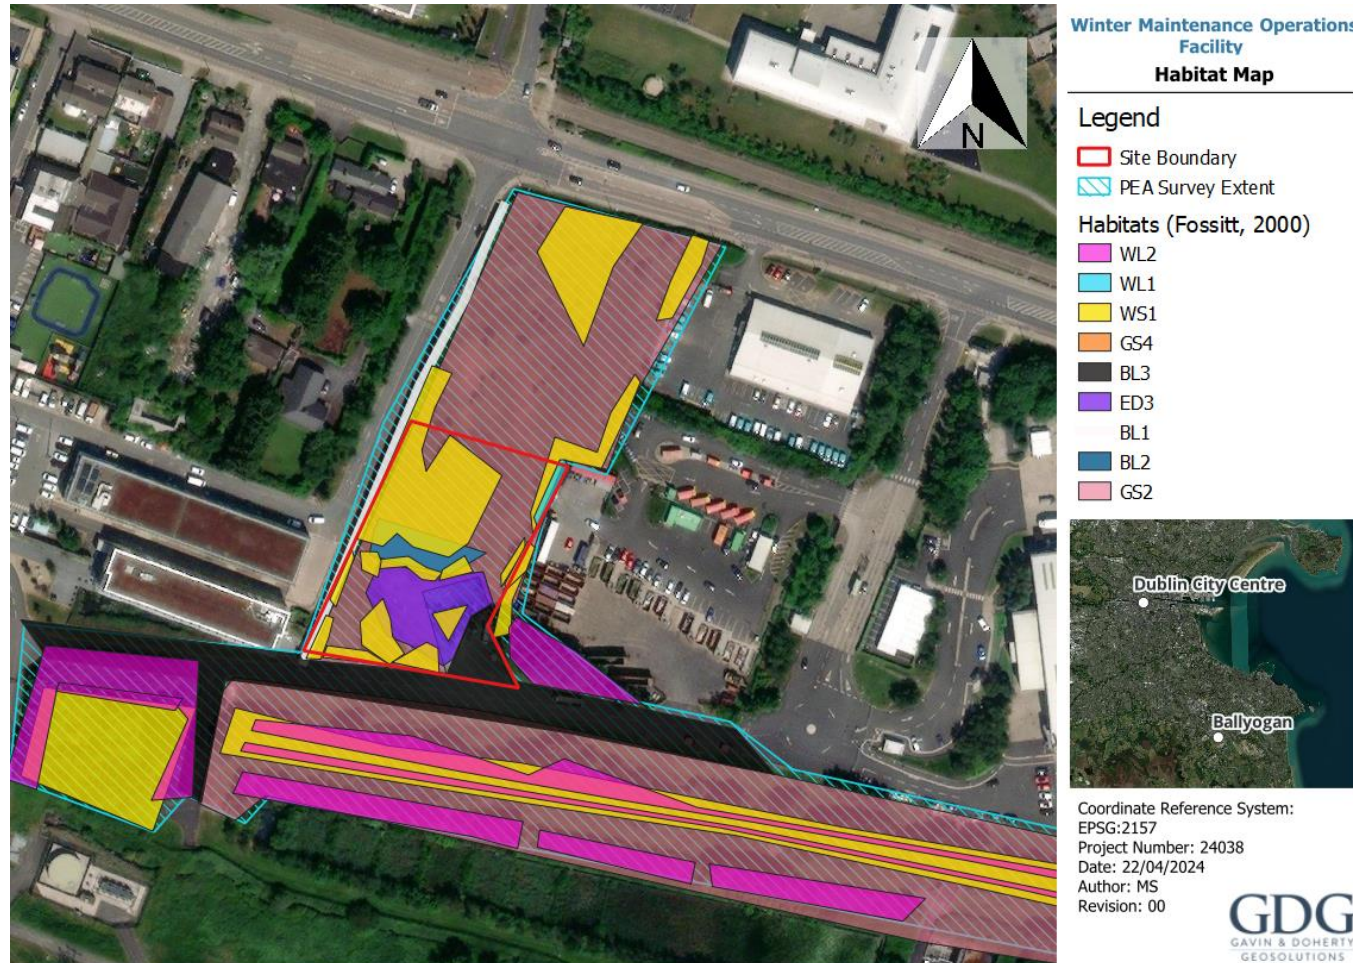 Winter Maintenance Operations
Facility
Habitat Map
N
Legend
Site Boundary
PEA Survey Extent
Habitats (Fossitt, 2000)
WL2
WL1
WS1
GS4
BL3
ED3
BL1
BL2
GS2
Dublin City Centre
Ballyogan
Coordinate Reference System:
EPSG:2157
Project Number: 24038
Date: 22/04/2024
Author: MS
Revision: 00
GDG
GAVIN & DOHERTY
GEOSOLUTIONS